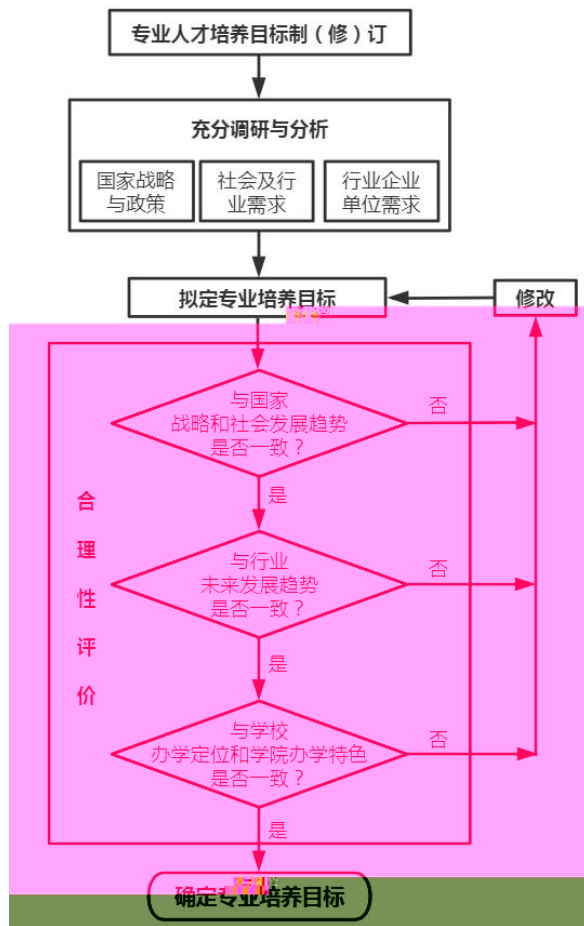 专业人才培养目标制（修）订
充分调研与分析
国家战略
与政策
社会及行
业需求
行业企业
单位需求
拟定专业培养目标
修改
与国家
战略和社会发展趋势
是否一致？
否
是
合理性评价
与行业
未来发展趋势
是否一致？
否
是
与学校
办学定位和学院办学特色
是否一致？
否
是
确定专业培养目标